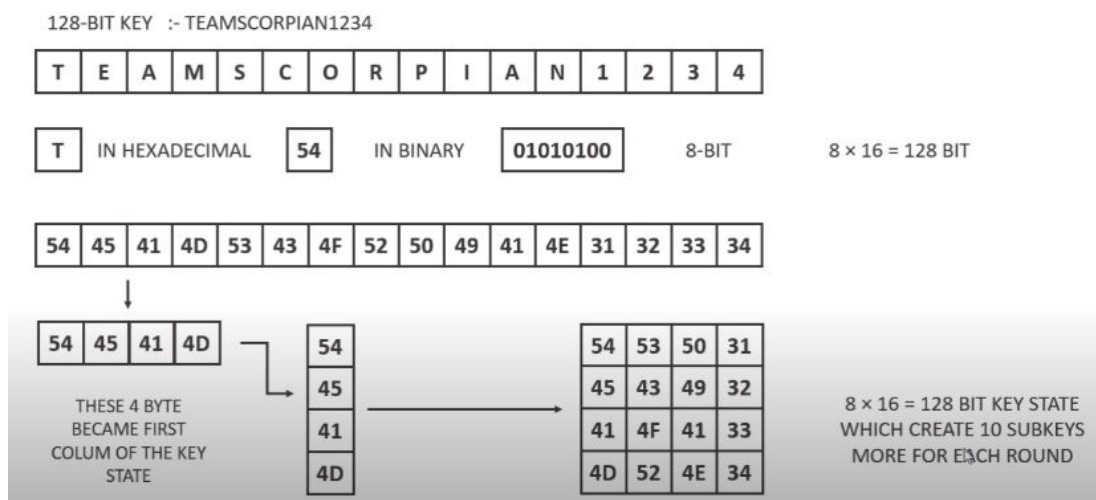 128-BIT KEY :- TEAMSCORPIAN1234
T E A M S C O R P I A N 1 2 3 4
T IN HEXADECIMAL 54 IN BINARY 01010100 8-BIT 8 × 16 = 128 BIT
54 45 41 4D 53 43 4F 52 50 49 41 4E 31 32 33 34
54 45 41 4D
THESE 4 BYTE
BECAME FIRST
COLUM OF THE KEY
STATE
54
45
41
4D
54 53 50 31
45 43 49 32
41 4F 41 33
4D 52 4E 34
8 × 16 = 128 BIT KEY STATE
WHICH CREATE 10 SUBKEYS
MORE FOR EACH ROUND